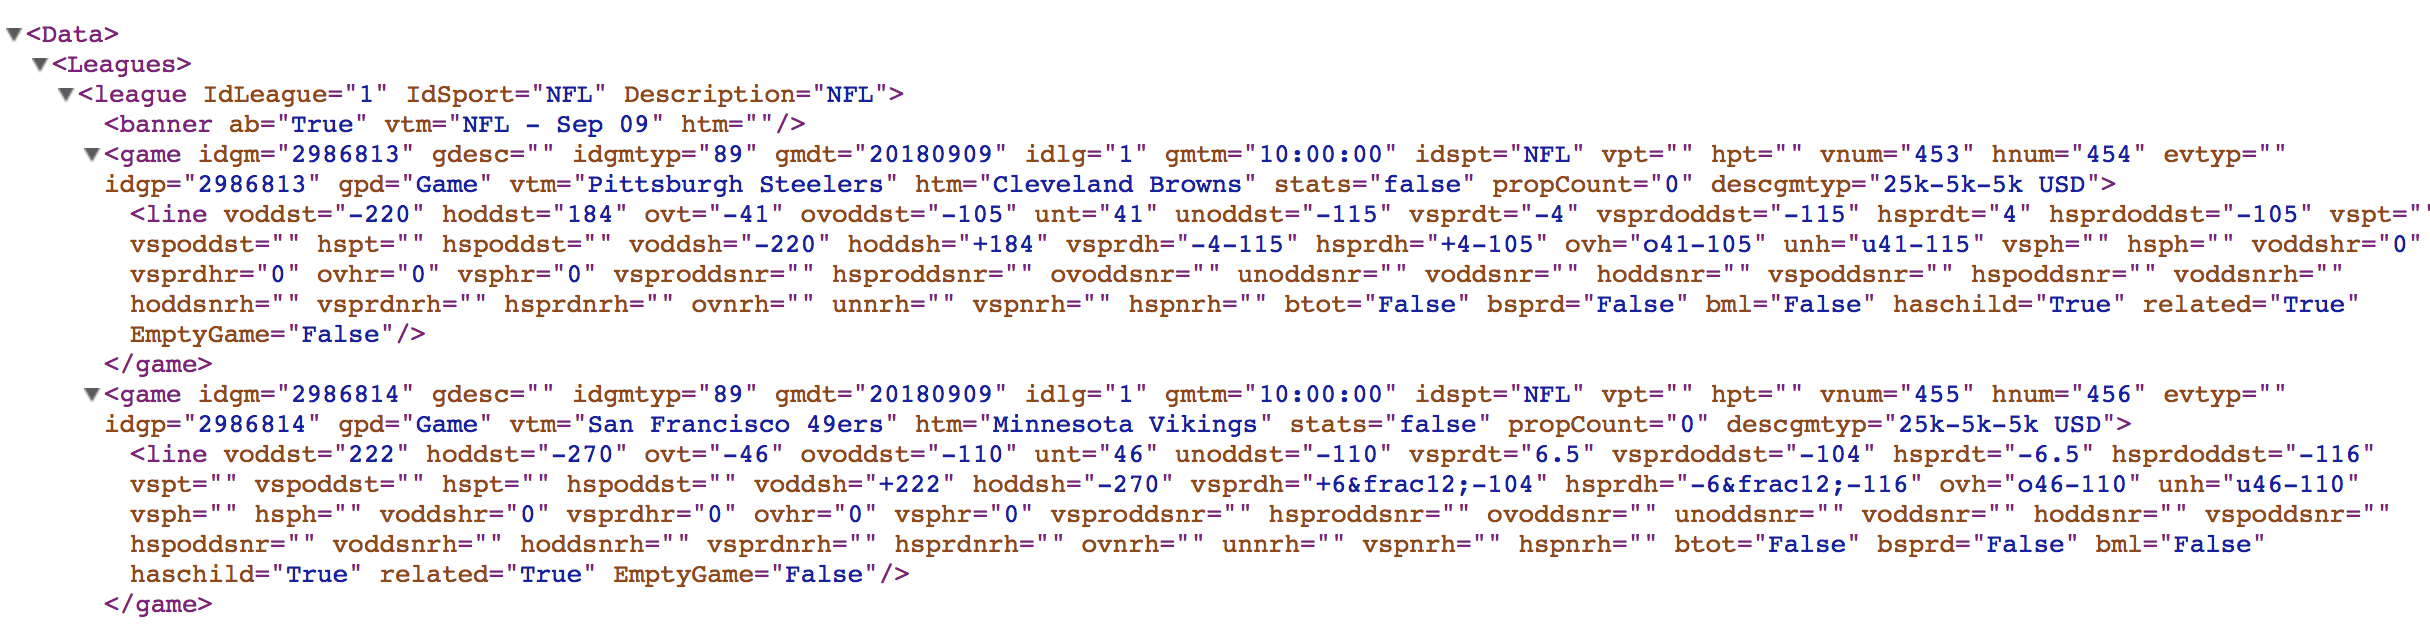 <Data>
<Leagues>
<league IdLeague="1" IdSport="NFL" Description="NFL">
<banner ab="True" vtm="NFL - Sep 09" htm=""/>
<game idgm="2986813" gdesc="" idgmtyp="89" gmdt="20180909" idlg="1" gmtm="10:00:00" idspt="NFL" vpt="" hpt="" vnum="453" hnum="454" evtyp=""
idgp="2986813" gpd="Game" vtm="Pittsburgh Steelers" htm="Cleveland Browns" stats="false" propCount="0" descgmtyp="25k-5k-5k USD">
<line voddst="-220" hoddst="184" ovt="-41" ovoddst="-105" unt="41" unoddst="-115" vsprdt="-4" vsprdoddst="-115" hsprdt="4" hsprdoddst="-105" vspt=""
vspoddst="" hspt="" hspoddst="" voddsh="-220" hoddsh="+184" vsprdh="-4-115" hsprdh="+4-105" ovh="o41-105" unh="u41-115" vsph="" hsph="" voddshr="0"
vsprdhr="0" ovhr="0" vsphr="0" vsproddsnr="" hsproddsnr="" ovoddsnr="" unoddsnr="" voddsnr="" hoddsnr="" vspoddsnr="" hspoddsnr="" voddsnrh=""
hoddsnrh="" vsprdnrh="" hsprdnrh="" ovnrh="" unnrh="" vspnrh="" hspnrh="" btot="False" bsprd="False" bml="False" haschild="True" related="True"
EmptyGame="False"/>
</game>
<game idgm="2986814" gdesc="" idgmtyp="89" gmdt="20180909" idlg="1" gmtm="10:00:00" idspt="NFL" vpt="" hpt="" vnum="455" hnum="456" evtyp=""
idgp="2986814" gpd="Game" vtm="San Francisco 49ers" htm="Minnesota Vikings" stats="false" propCount="0" descgmtyp="25k-5k-5k USD">
<line voddst="222" hoddst="-270" ovt="-46" ovoddst="-110" unt="46" unoddst="-110" vsprdt="6.5" vsprdoddst="-104" hsprdt="-6.5" hsprdoddst="-116"
vspt="" vspoddst="" hspt="" hspoddst="" voddsh="+222" hoddsh="-270" vsprdh="+6&frac12;-104" hsprdh="-6&frac12;-116" ovh="o46-110" unh="u46-110"
vsph="" hsph="" voddshr="0" vsprdhr="0" ovhr="0" vsphr="0" vsproddsnr="" hsproddsnr="" ovoddsnr="" unoddsnr="" voddsnr="" hoddsnr="" vspoddsnr=""
hspoddsnr="" voddsnrh="" hoddsnrh="" vsprdnrh="" hsprdnrh="" ovnrh="" unnrh="" vspnrh="" hspnrh="" btot="False" bsprd="False" bml="False"
haschild="True" related="True" EmptyGame="False"/>
</game>